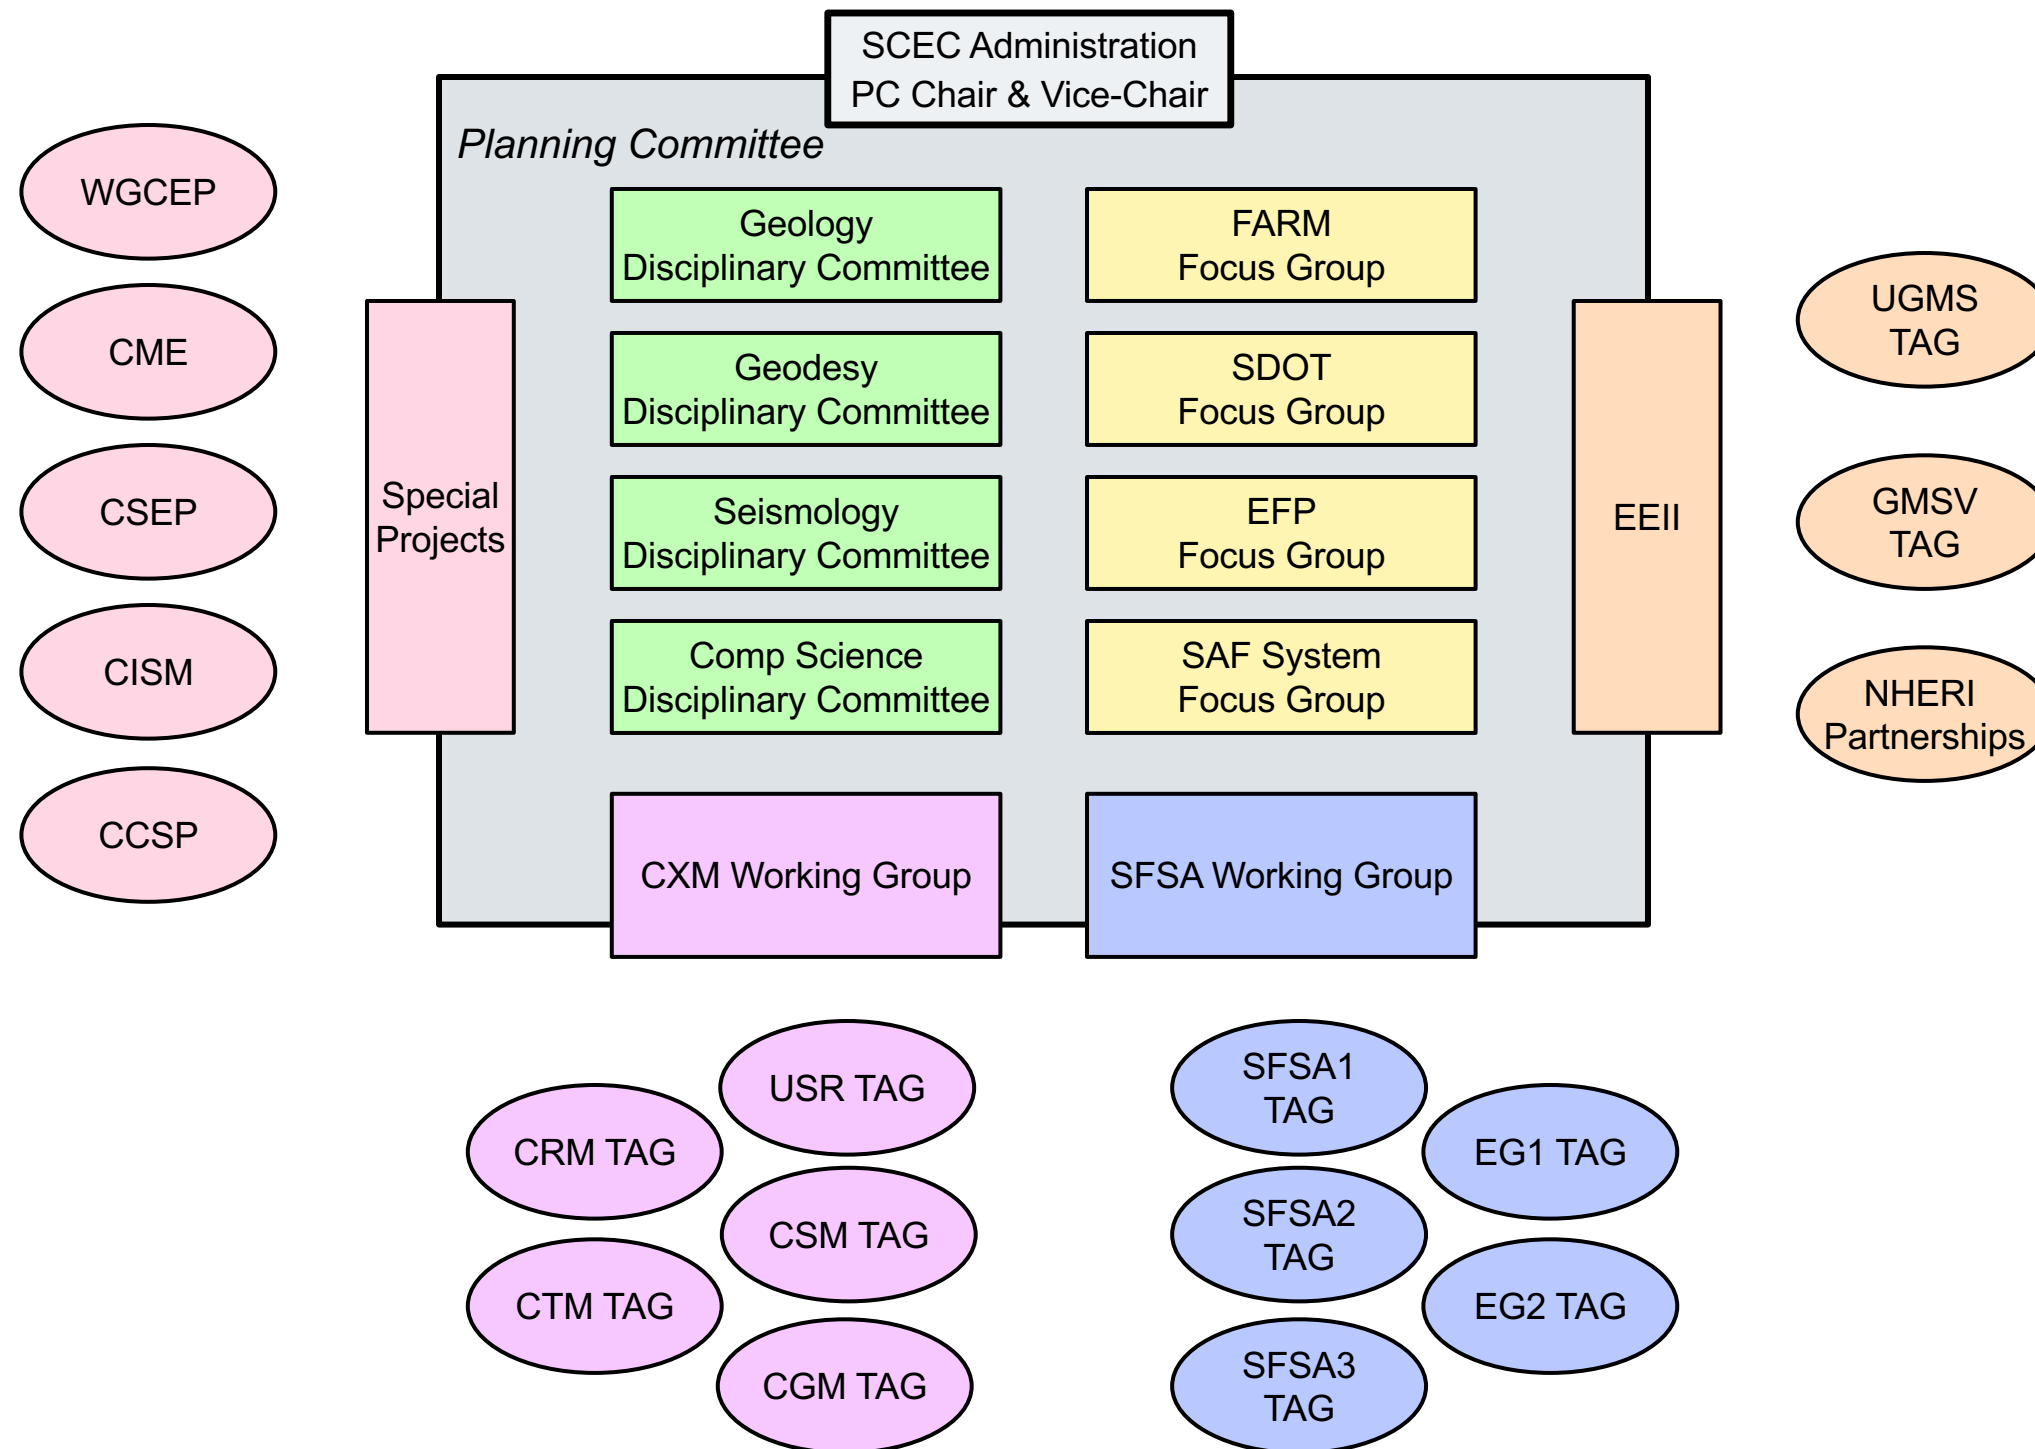 SCEC Administration
PC Chair & Vice-Chair
Planning Committee
WGCEP
CME
CSEP
CISM
CCSP
Special
Projects
Geology
Disciplinary Committee
Geodesy
Disciplinary Committee
Seismology
Disciplinary Committee
Comp Science
Disciplinary Committee
FARM
Focus Group
SDOT
Focus Group
EFP
Focus Group
SAF System
Focus Group
EEII
UGMS
TAG
GMSV
TAG
NHERI
Partnerships
CXM Working Group
SFSA Working Group
USR TAG
CRM TAG
CSM TAG
CTM TAG
CGM TAG
SFSA1
TAG
EG1 TAG
SFSA2
TAG
EG2 TAG
SFSA3
TAG